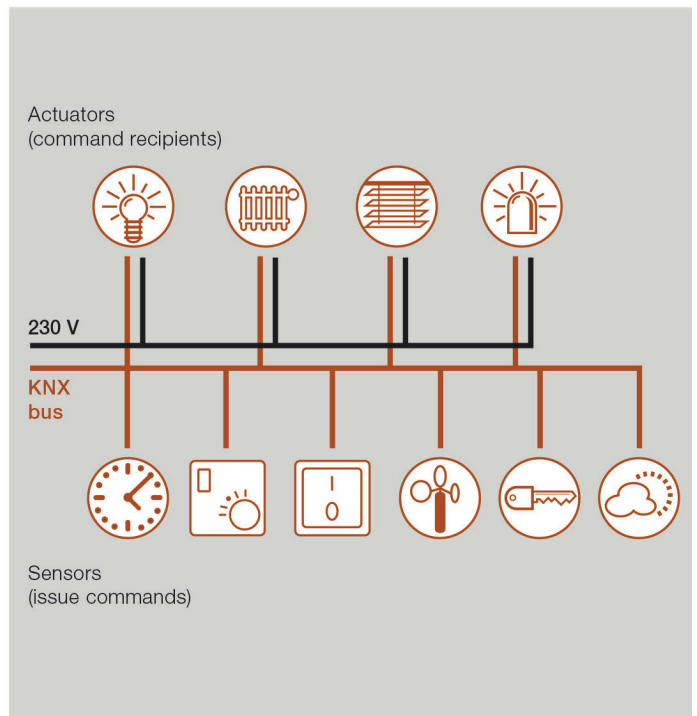 Actuators
(command recipients)
230 V
KNX
bus
Sensors
(issue commands)